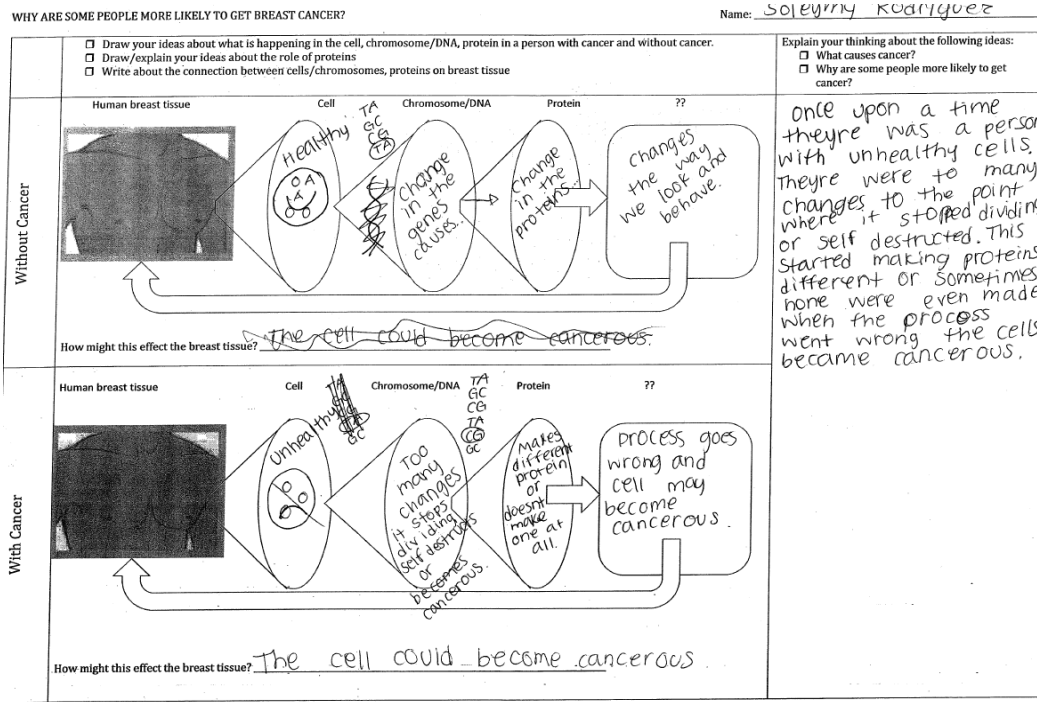 WHY ARE SOME PEOPLE MORE LIKELY TO GET BREAST CANCER?
Name: Soleymy Rodriguez
☐ Draw your ideas about what is happening in the cell, chromosome/DNA, protein in a person with cancer and without cancer.
☐ Draw/explain your ideas about the role of proteins
☐ Write about the connection between cells/chromosomes, proteins on breast tissue
Explain your thinking about the following ideas:
☐ What causes cancer?
☐ Why are some people more likely to get
cancer?
Without Cancer
Human breast tissue
Cell
Chromosome/DNA
Protein
??
Healthy
TA
GC
CG
TA
change
in the
genes
causes..
change
in the
proteins...
changes
the way
we look and
behave.
How might this effect the breast tissue? The cell could become cancerous.
once upon a time
theyre was a person
with unhealthy cells.
Theyre were to many
changes to the point
where it stopped dividing
or self destructed. This
started making proteins
different or sometimes
none were even made
when the process
went wrong the cells
became cancerous.
With Cancer
Human breast tissue
Cell
Chromosome/DNA
Protein
??
Unhealthy
GC
TA
GC
CG
TA
CG
GC
TOO
many
changes
it stops
dividing,
self destructs
or
becomes
cancerous.
Makes
different
protein
or
doesnt
make
one at
all.
process goes
wrong and
cell may
become
cancerous.
How might this effect the breast tissue? The cell could become cancerous.